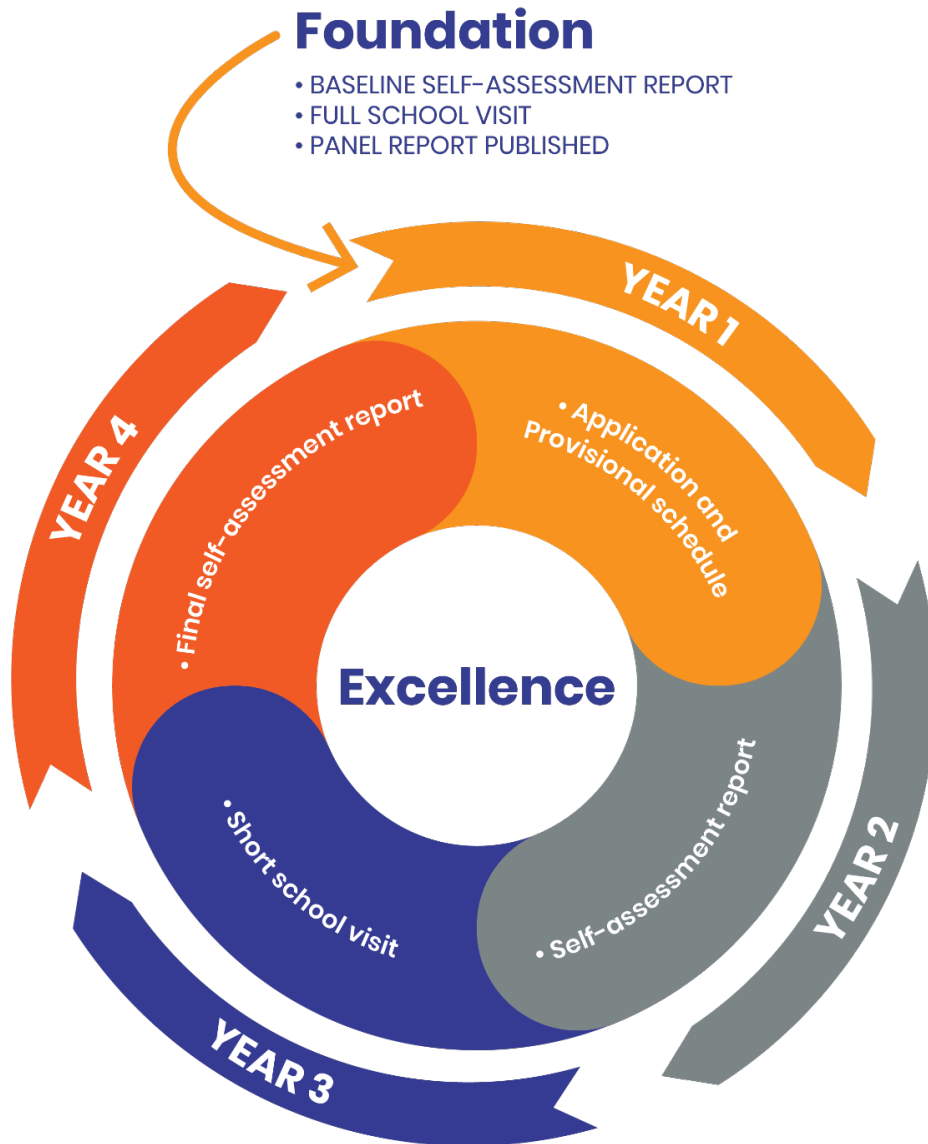 Foundation
• BASELINE SELF-ASSESSMENT REPORT
• FULL SCHOOL VISIT
• PANEL REPORT PUBLISHED
YEAR 1
• Application and
Provisional schedule
YEAR 2
• Self-assessment report
YEAR 3
• Short school visit
YEAR 4
• Final self-assessment report
Excellence